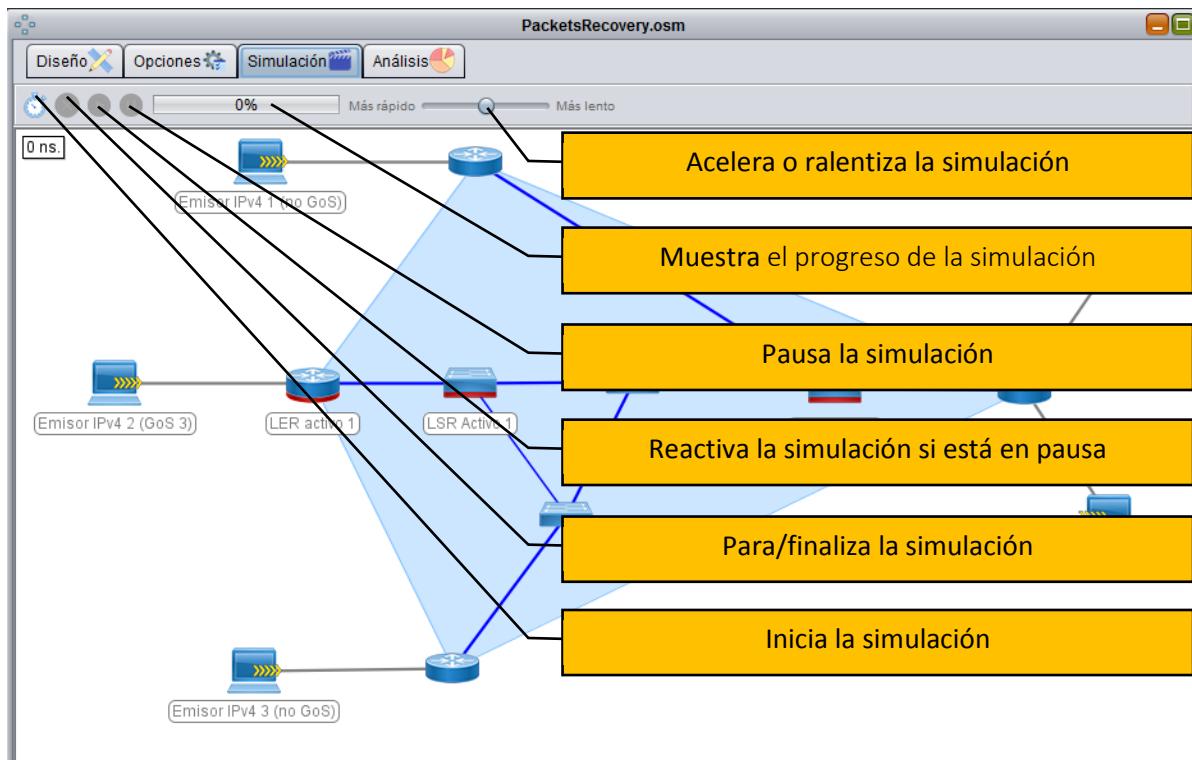 PacketsRecovery.osm
Diseño Opciones Simulación Análisis
0% Más rápido Más lento
0 ns.
Acelera o ralentiza la simulación
Emisor IPv4 1 (no GoS)
Muestra el progreso de la simulación
Pausa la simulación
Emisor IPv4 2 (GoS 3) LER activo 1 LSR Activo 1
Reactiva la simulación si está en pausa
Para/finaliza la simulación
Inicia la simulación
Emisor IPv4 3 (no GoS)